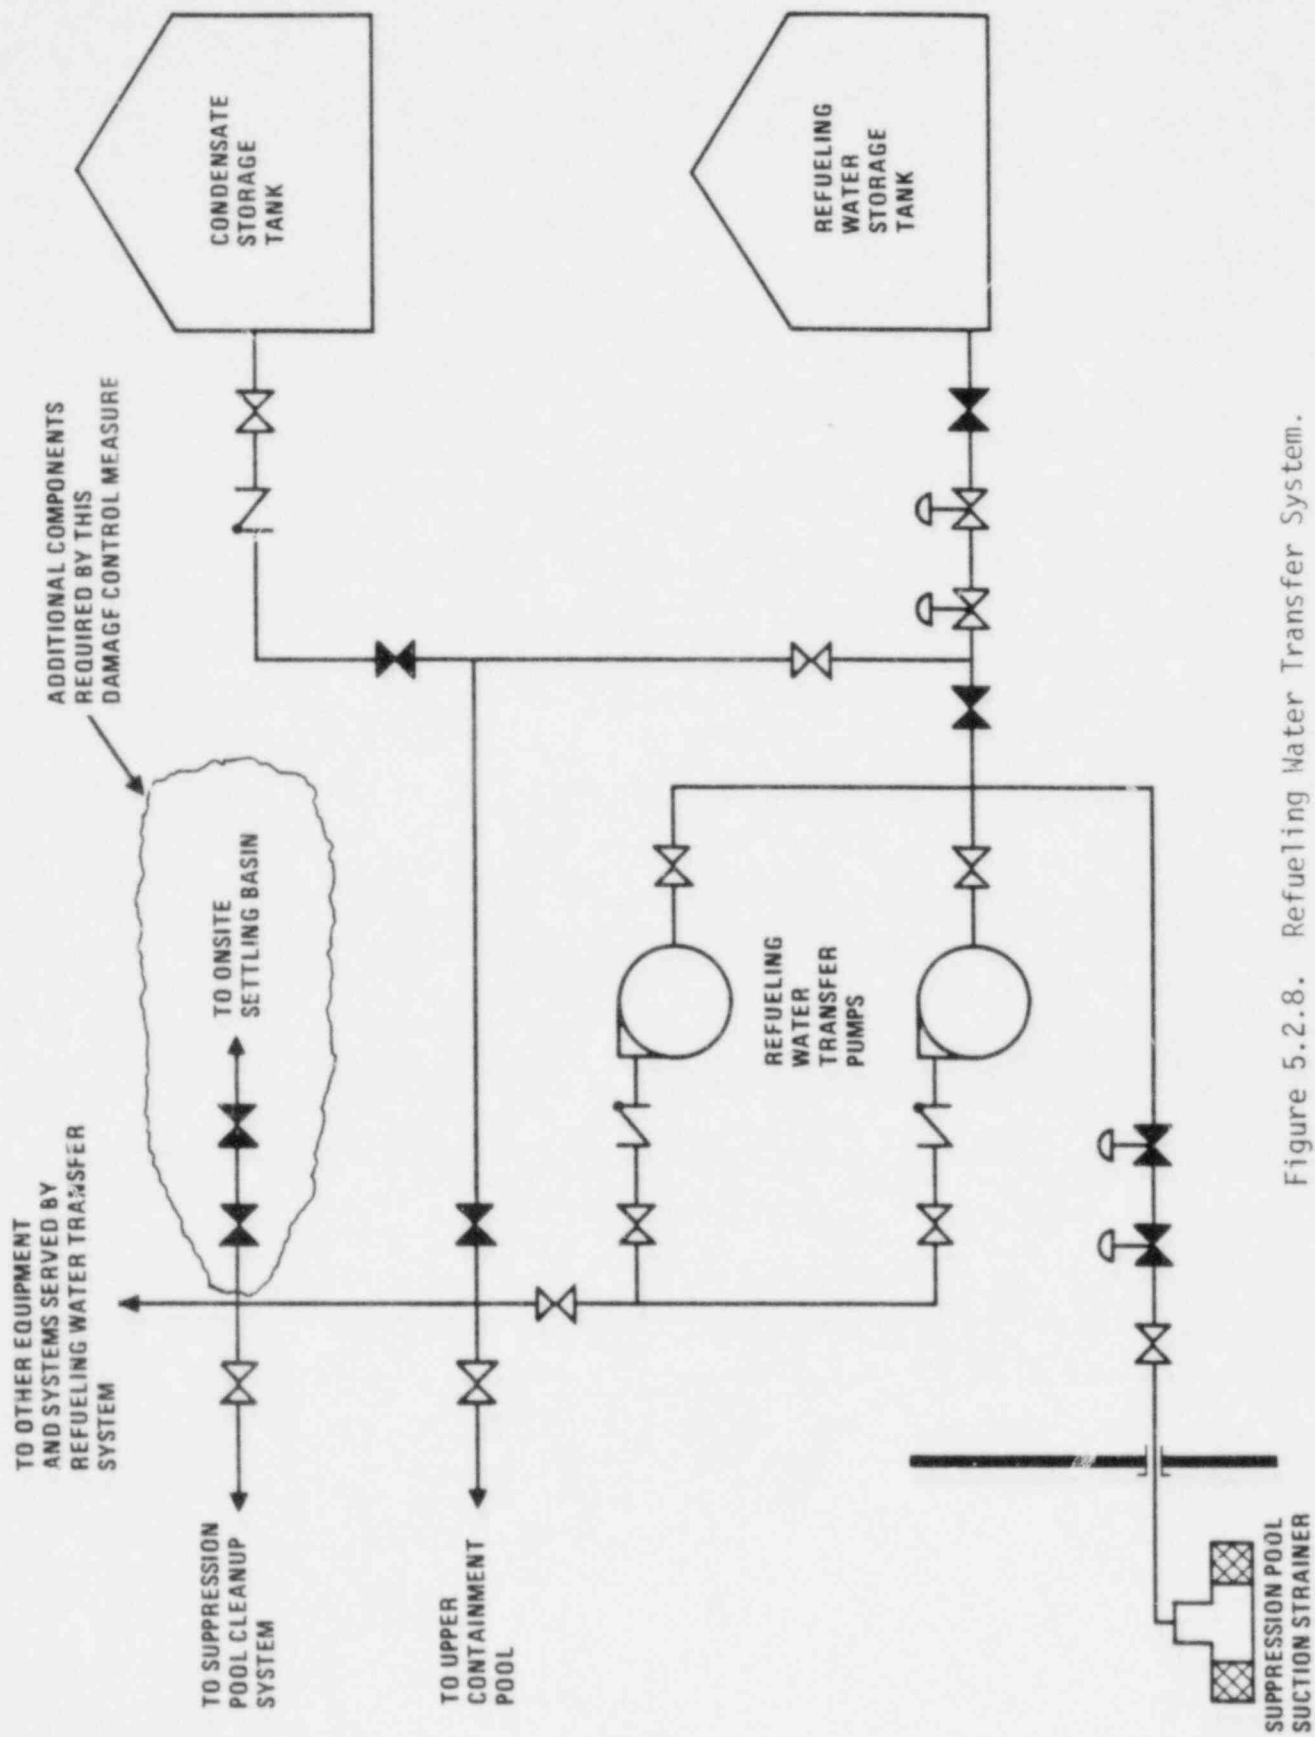 TO OTHER EQUIPMENT
AND SYSTEMS SERVED BY
REFUELING WATER TRANSFER
SYSTEM
ADDITIONAL COMPONENTS
REQUIRED BY THIS
DAMAGE CONTROL MEASURE
TO SUPPRESSION
POOL CLEANUP
SYSTEM
TO ONSITE
SETTLING BASIN
CONDENSATE
STORAGE
TANK
TO UPPER
CONTAINMENT
POOL
REFUELING
WATER
TRANSFER
PUMPS
REFUELING
WATER
STORAGE
TANK
SUPPRESSION POOL
SUCTION STRAINER
Figure 5.2.8. Refueling Water Transfer System.